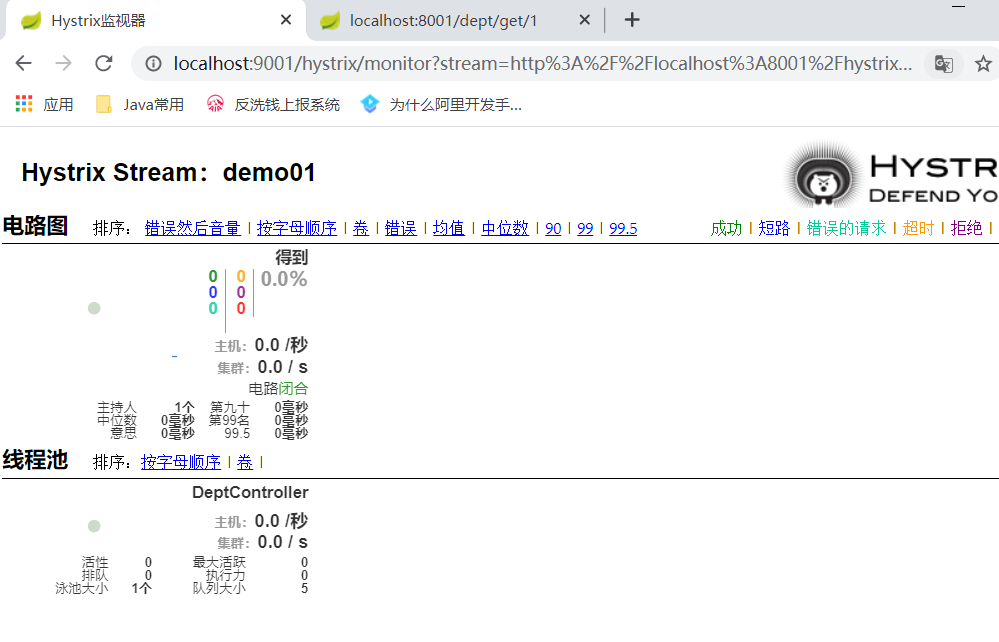 Hystrix监视器 localhost:8001/dept/get/1
localhost:9001/hystrix/monitor?stream=http%3A%2F%2Flocalhost%3A8001%2Fhystrix...
应用 Java常用 反洗钱上报系统 为什么阿里开发手...
Hystrix Stream：demo01
HYSTR
DEFEND YO
电路图 排序： 错误然后音量 | 按字母顺序 | 卷 | 错误 | 均值 | 中位数 | 90 | 99 | 99.5 成功 | 短路 | 错误的请求 | 超时 | 拒绝 |
得到
0 0 0.0%
0 0
0 0
主机： 0.0 /秒
集群： 0.0 / s
电路闭合
主持人 1个 第九十 0毫秒
中位数 0毫秒 第99名 0毫秒
意思 0毫秒 99.5 0毫秒
线程池 排序： 按字母顺序 | 卷 |
DeptController
主机： 0.0 /秒
集群： 0.0 / s
活性 0 最大活跃 0
排队 0 执行力 0
泳池大小 1个 队列大小 5